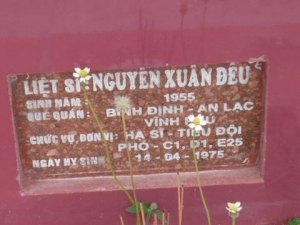 LIỆT SĨ NGUYỄN XUÂN ĐỀU
SINH NĂM : 1955
QUÊ QUÁN : BÌNH ĐỊNH - AN LẠC
VĨNH PHÚ
CHỨC VỤ, ĐƠN VỊ : HẠ SĨ - TIỂU ĐỘI
PHÓ - C1, D1, E25
NGÀY HY SINH 14 - 04 - 1975